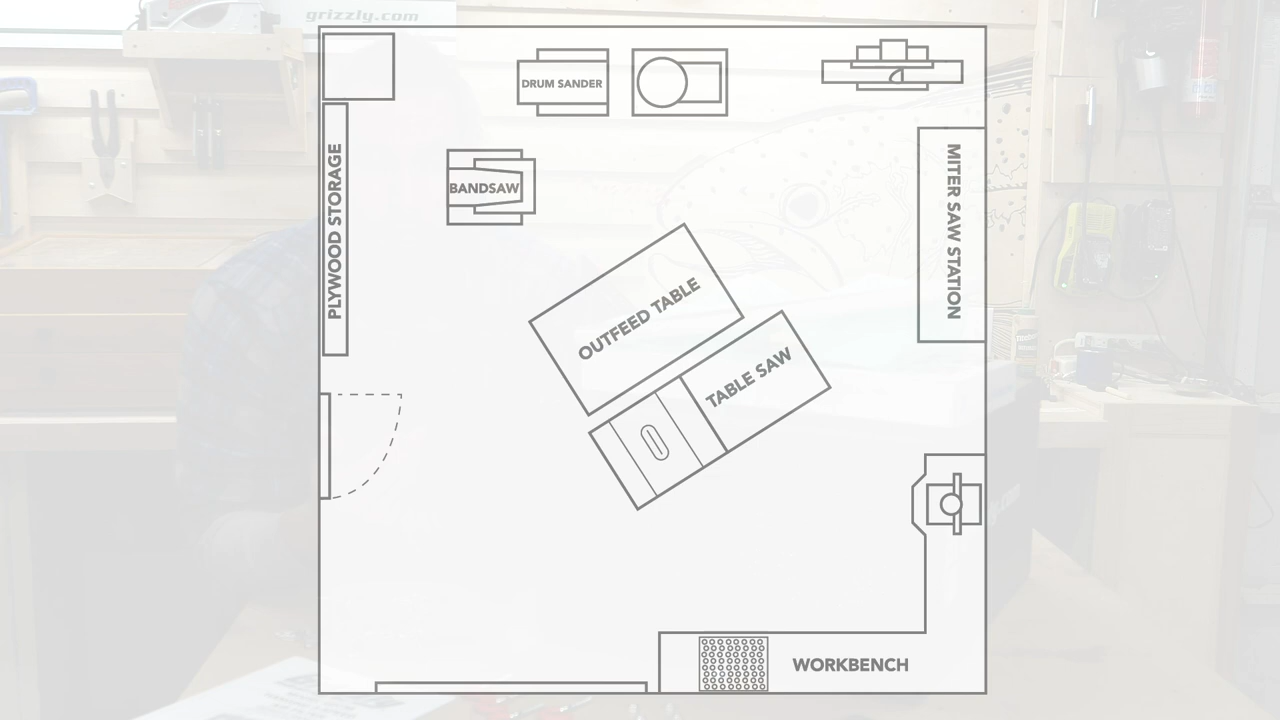 grizzly.com
DRUM SANDER
BANDSAW
PLYWOOD STORAGE
MITER SAW STATION
OUTFEED TABLE
TABLE SAW
WORKBENCH